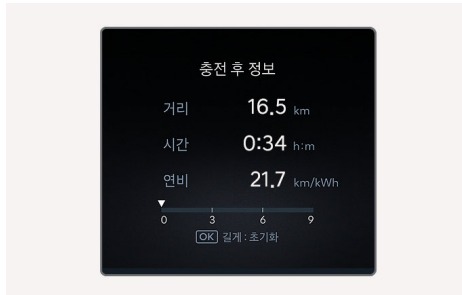 충전 후 정보
거리 16.5 km
시간 0:34 h:m
연비 21.7 km/kWh
0 3 6 9
OK 길게 : 초기화